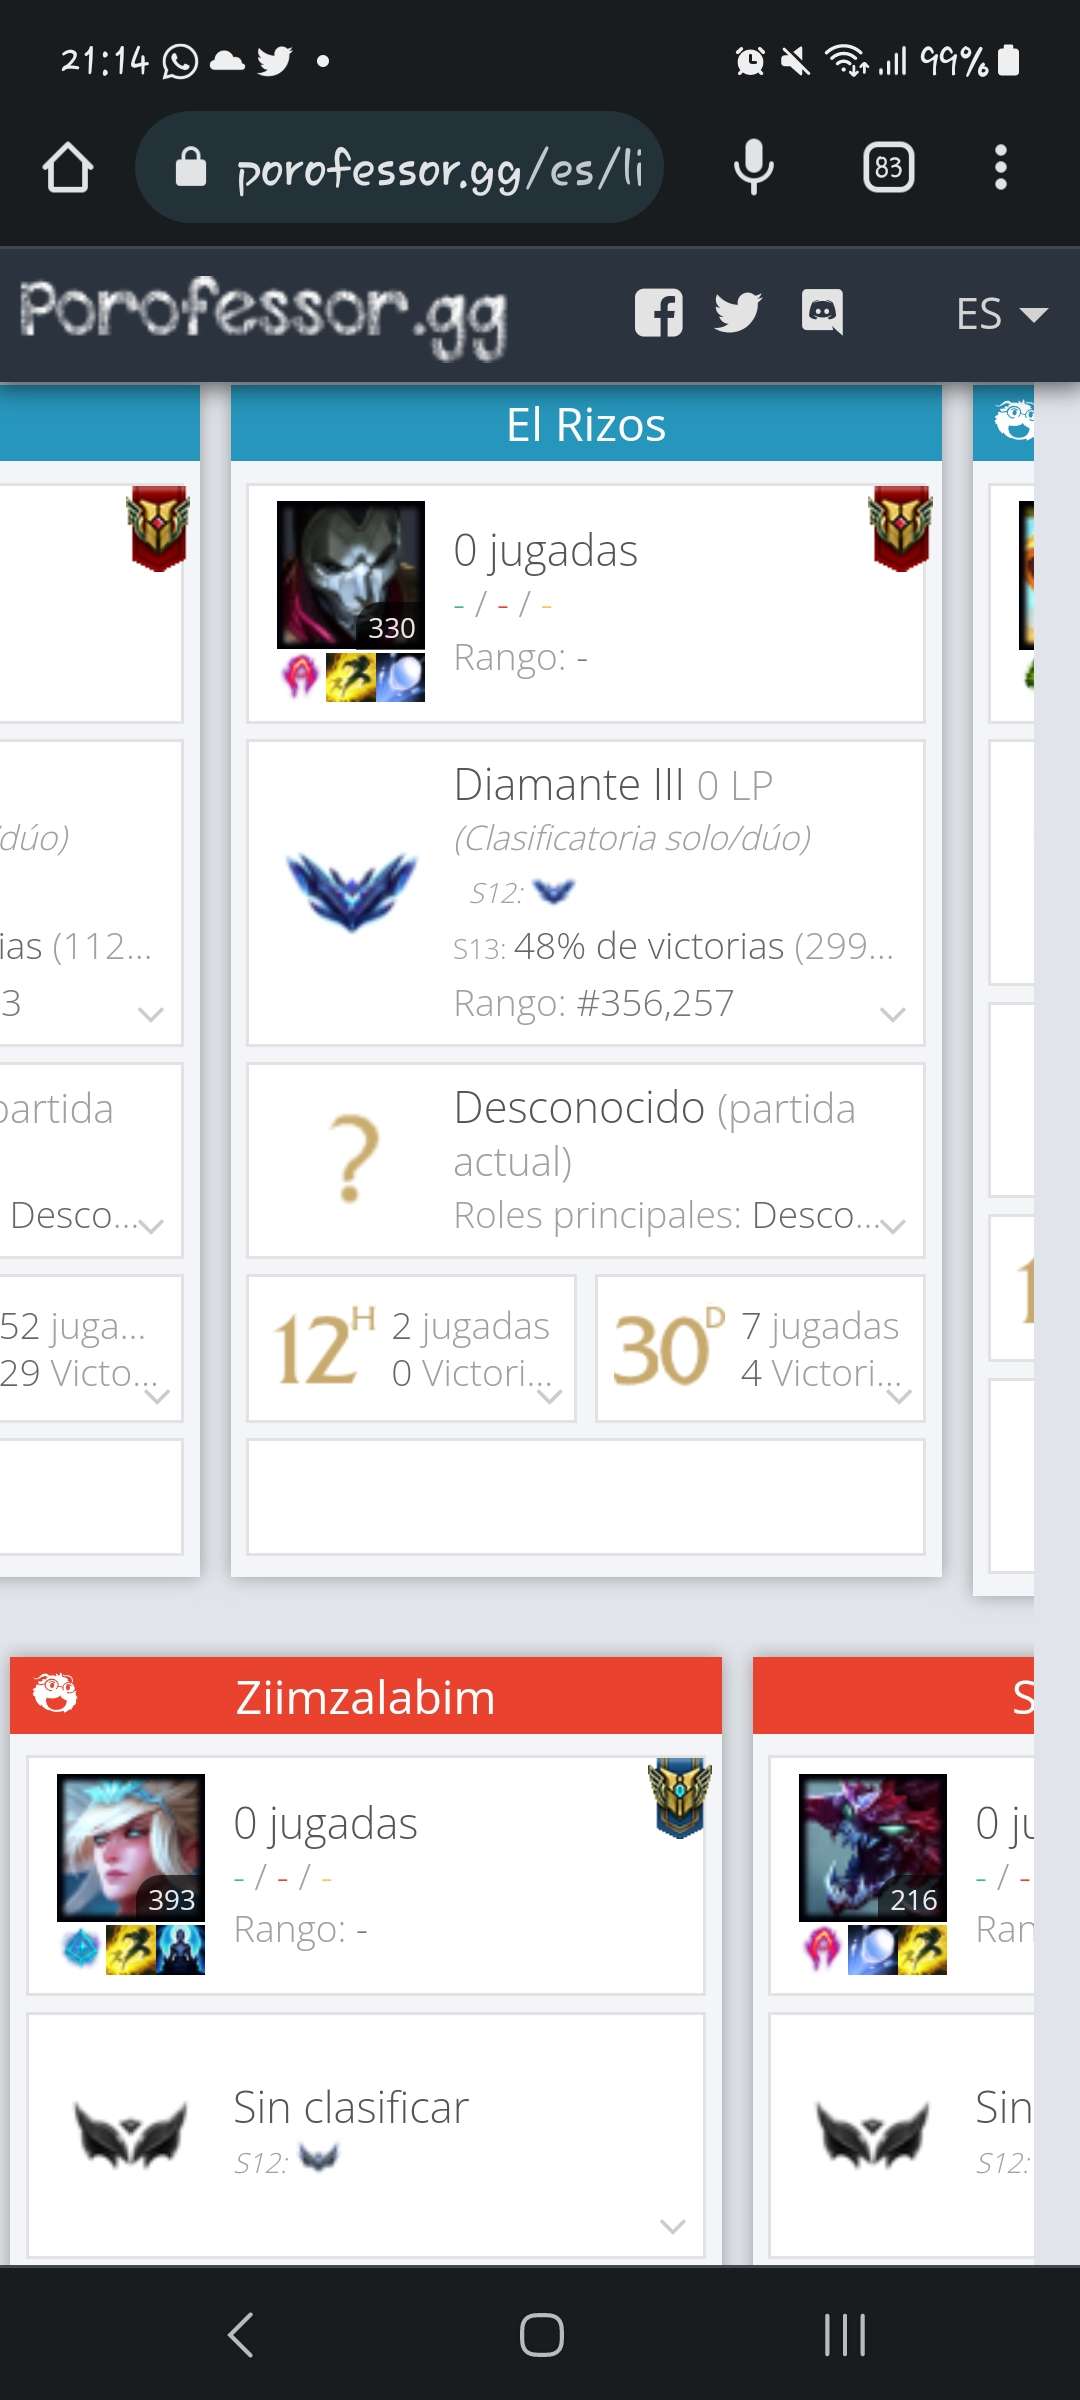 21:14
99%
porofessor.gg/es/li
83
Porofessor.gg
ES
El Rizos
0 jugadas
- / - / -
Rango: -
330
Diamante III 0 LP
(Clasificatoria solo/dúo)
S12:
S13: 48% de victorias (299...
Rango: #356,257
Desconocido (partida
actual)
Roles principales: Desco...
12H 2 jugadas
0 Victori...
30D 7 jugadas
4 Victori...
/dúo)
ias (112...
3
partida
Desco...
52 juga...
29 Victo...
1
Ziimzalabim
0 jugadas
- / - / -
Rango: -
393
Sin clasificar
S12:
S
0 ju
- / -
Ran
216
Sin
S12: